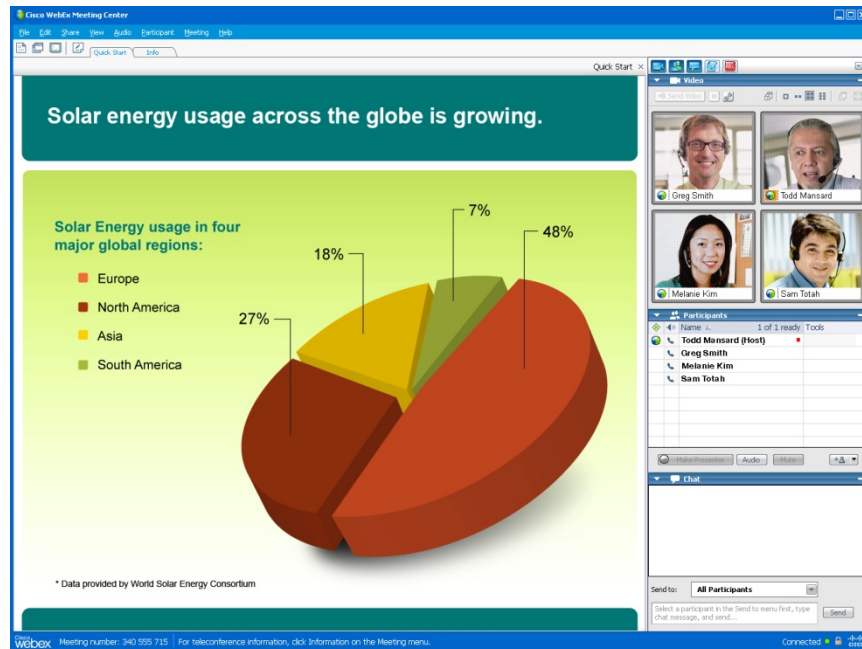 Cisco WebEx Meeting Center
File Edit Share View Audio Participant Meeting Help
Quick Start Info
Quick Start
Solar energy usage across the globe is growing.
Solar Energy usage in four
major global regions:
Europe
North America
Asia
South America
7%
48%
18%
27%
* Data provided by World Solar Energy Consortium
Video
Send Video
Greg Smith
Todd Mansard
Melanie Kim
Sam Totah
Participants
Name 1 of 1 ready Tools
Todd Mansard (Host)
Greg Smith
Melanie Kim
Sam Totah
Make Presenter Audio Mute
Chat
Send to: All Participants
Select a participant in the Send to menu first, type
chat message, and send...
Send
Cisco
webex Meeting number: 340 555 715 For teleconference information, click Information on the Meeting menu.
Connected
CISCO